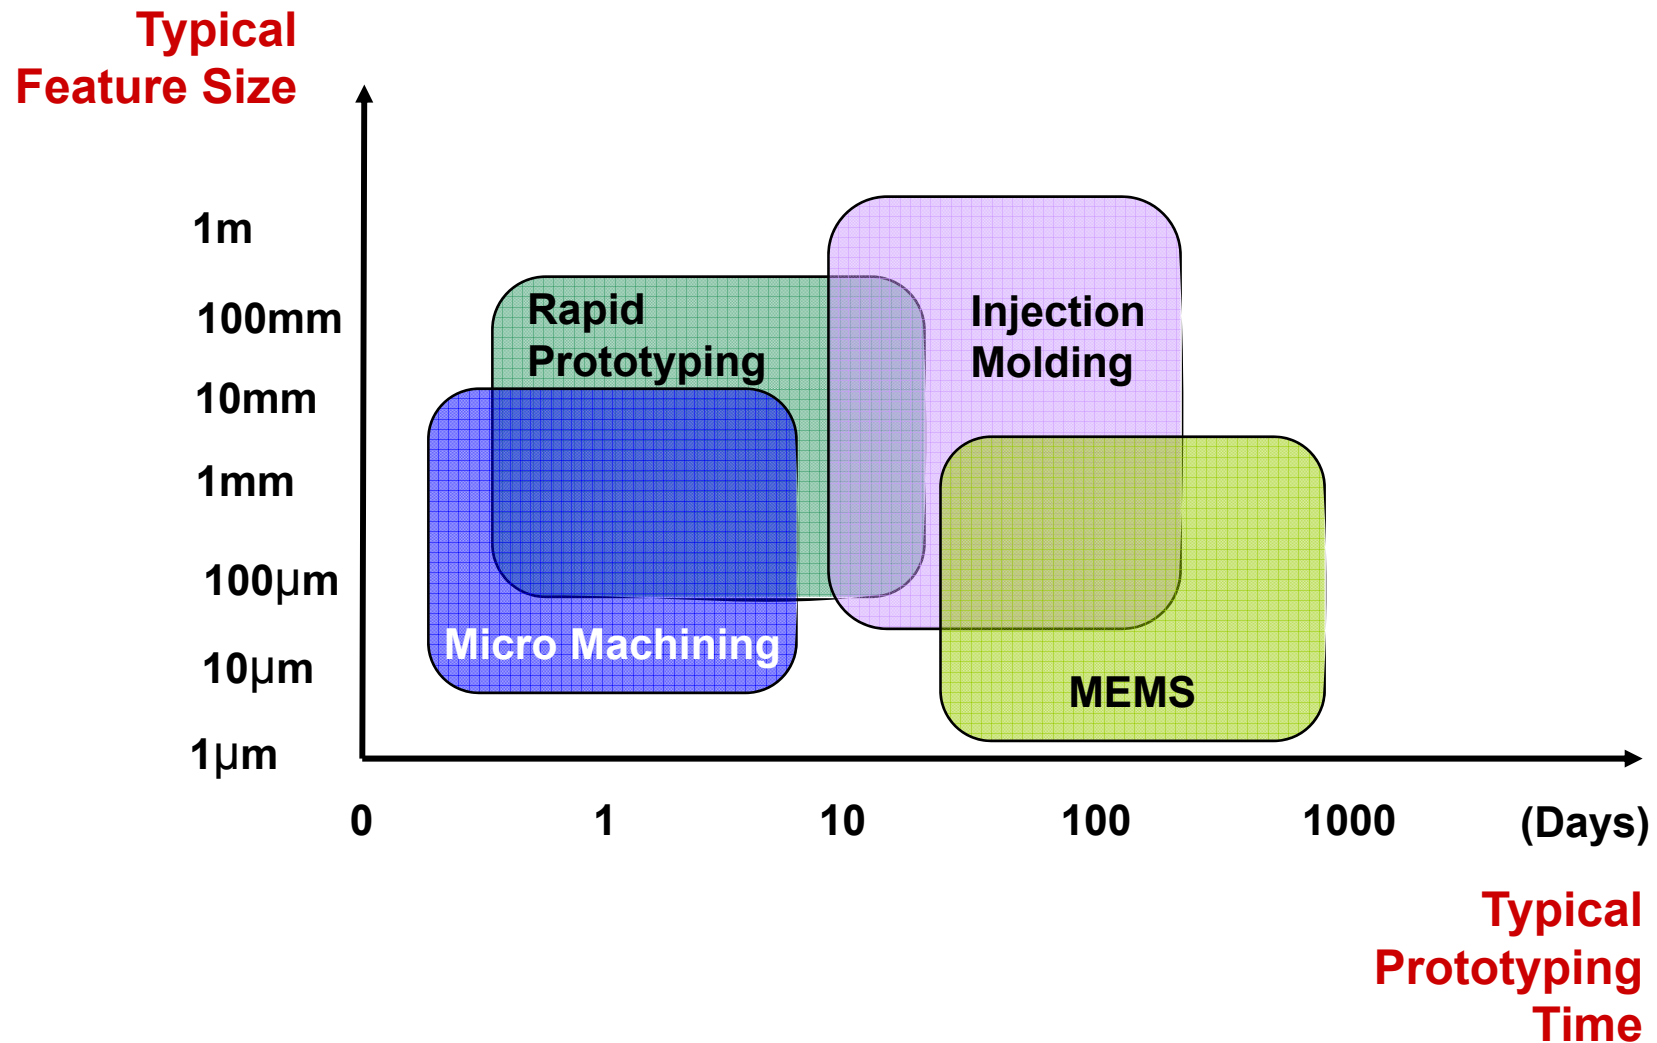 Typical
Feature Size
1m
100mm
10mm
1mm
100µm
10µm
1µm
Rapid
Prototyping
Injection
Molding
Micro Machining
MEMS
0 1 10 100 1000 (Days)
Typical
Prototyping
Time